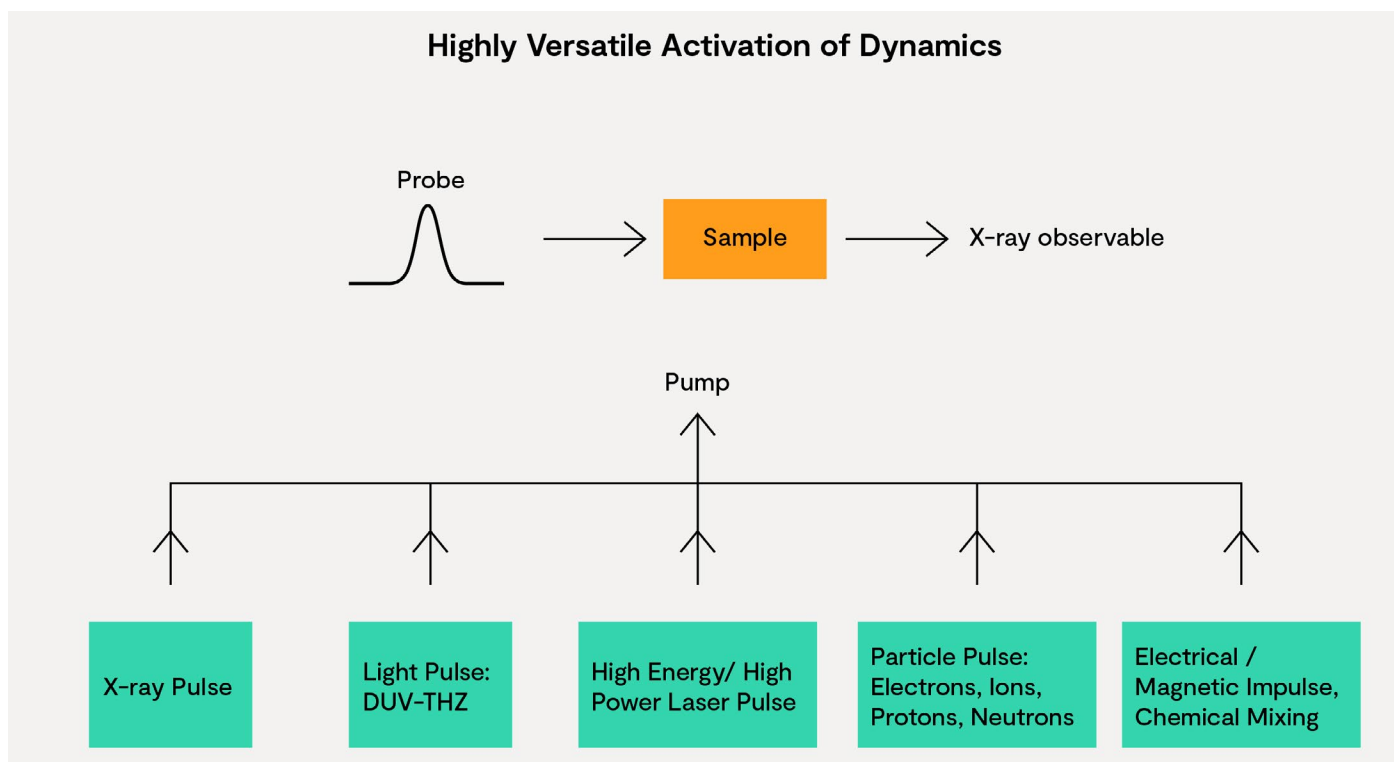 Highly Versatile Activation of Dynamics
Probe
Sample
X-ray observable
Pump
X-ray Pulse
Light Pulse:
DUV-THZ
High Energy/ High
Power Laser Pulse
Particle Pulse:
Electrons, Ions,
Protons, Neutrons
Electrical /
Magnetic Impulse,
Chemical Mixing